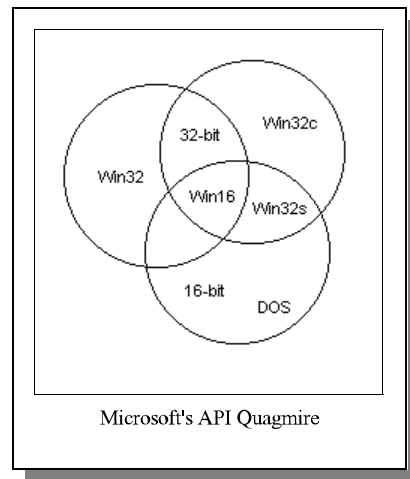 Win32c
32-bit
Win32
Win16
Win32s
16-bit
DOS
Microsoft's API Quagmire